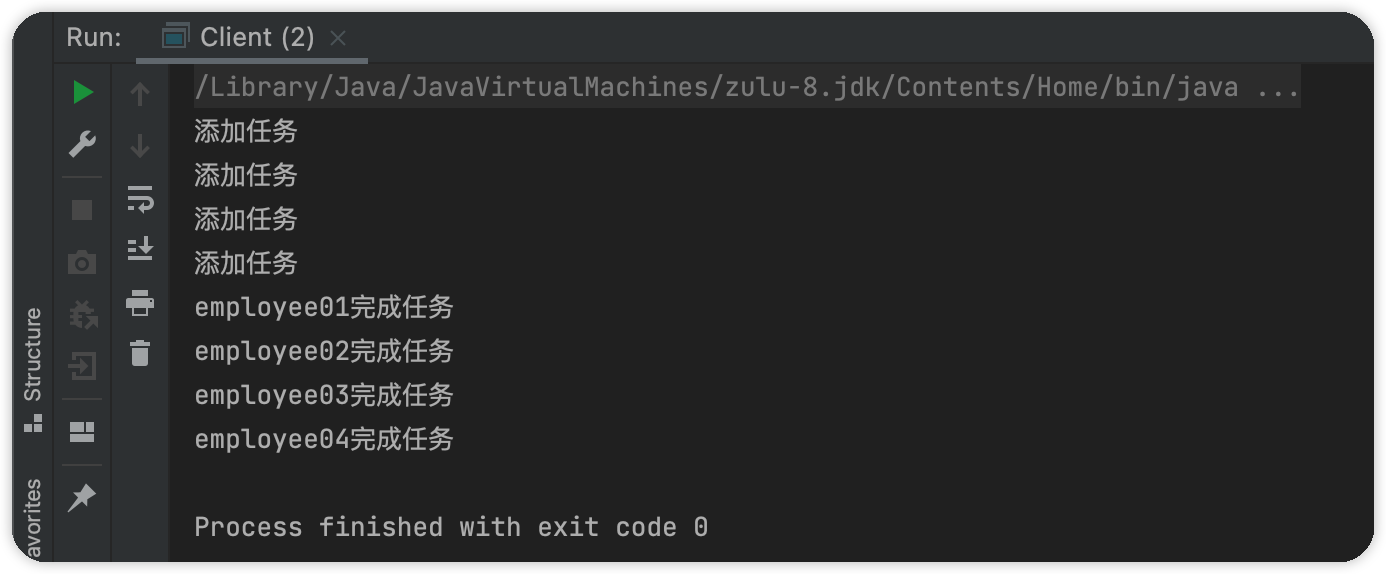 Run: Client (2)
/Library/Java/JavaVirtualMachines/zulu-8.jdk/Contents/Home/bin/java ...
添加任务
添加任务
添加任务
添加任务
employee01完成任务
employee02完成任务
employee03完成任务
employee04完成任务
Process finished with exit code 0
Structure
avorites